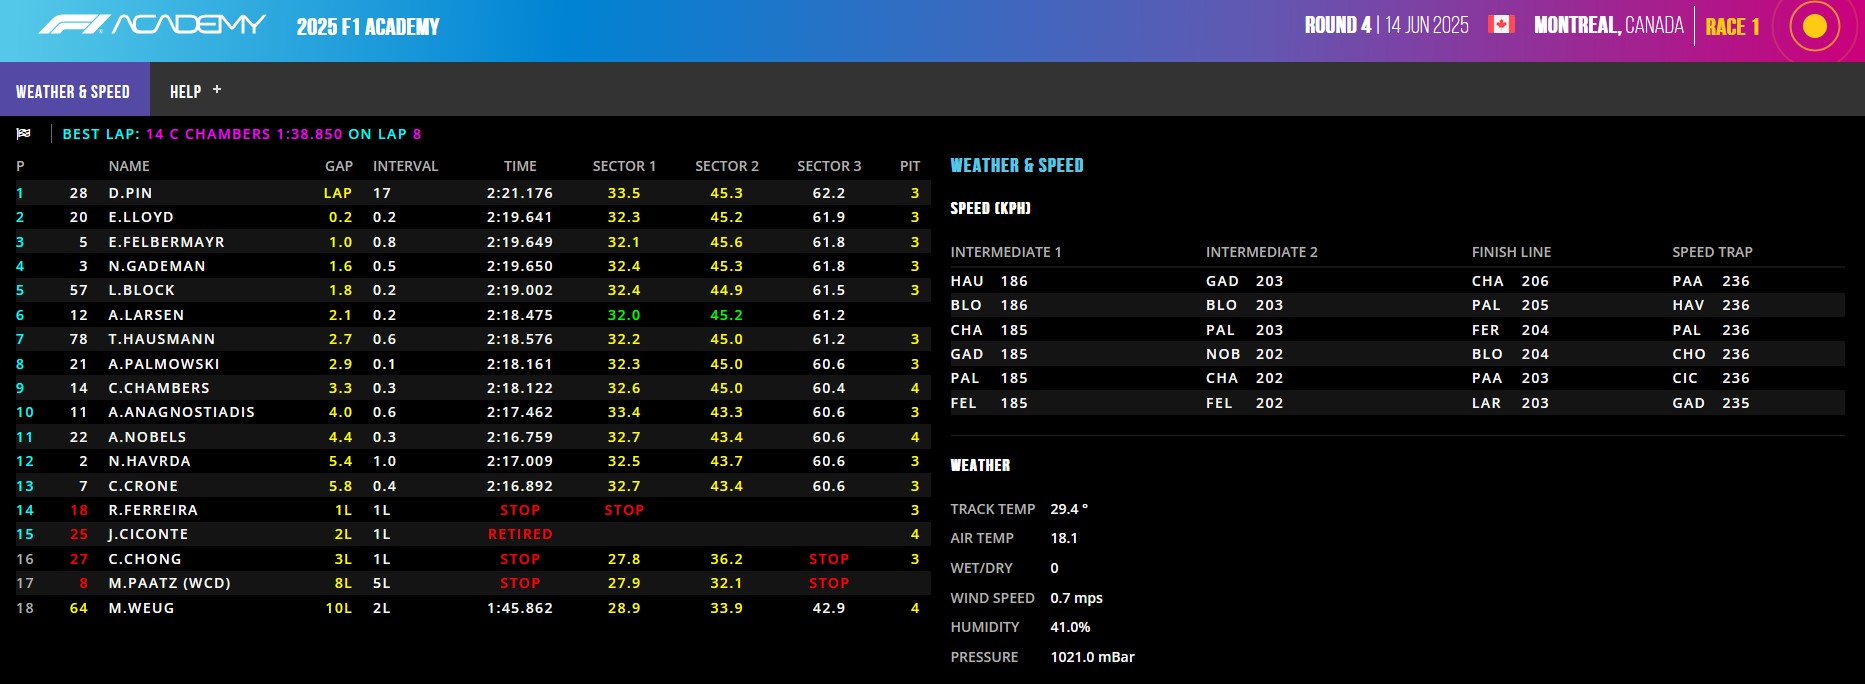 F1 ACADEMY 2025 F1 ACADEMY ROUND 4 | 14 JUN 2025 MONTREAL, CANADA RACE 1
WEATHER & SPEED HELP +
BEST LAP: 14 C CHAMBERS 1:38.850 ON LAP 8
P NAME GAP INTERVAL TIME SECTOR 1 SECTOR 2 SECTOR 3 PIT
1 28 D.PIN LAP 17 2:21.176 33.5 45.3 62.2 3
2 20 E.LLOYD 0.2 0.2 2:19.641 32.3 45.2 61.9 3
3 5 E.FELBERMAYR 1.0 0.8 2:19.649 32.1 45.6 61.8 3
4 3 N.GADEMAN 1.6 0.5 2:19.650 32.4 45.3 61.8 3
5 57 L.BLOCK 1.8 0.2 2:19.002 32.4 44.9 61.5 3
6 12 A.LARSEN 2.1 0.2 2:18.475 32.0 45.2 61.2
7 78 T.HAUSMANN 2.7 0.6 2:18.576 32.2 45.0 61.2 3
8 21 A.PALMOWSKI 2.9 0.1 2:18.161 32.3 45.0 60.6 3
9 14 C.CHAMBERS 3.3 0.3 2:18.122 32.6 45.0 60.4 4
10 11 A.ANAGNOSTIADIS 4.0 0.6 2:17.462 33.4 43.3 60.6 3
11 22 A.NOBELS 4.4 0.3 2:16.759 32.7 43.4 60.6 4
12 2 N.HAVRDA 5.4 1.0 2:17.009 32.5 43.7 60.6 3
13 7 C.CRONE 5.8 0.4 2:16.892 32.7 43.4 60.6 3
14 18 R.FERREIRA 1L 1L STOP STOP 3
15 25 J.CICONTE 2L 1L RETIRED 4
16 27 C.CHONG 3L 1L STOP 27.8 36.2 STOP 3
17 8 M.PAATZ (WCD) 8L 5L STOP 27.9 32.1 STOP
18 64 M.WEUG 10L 2L 1:45.862 28.9 33.9 42.9 4
WEATHER & SPEED
SPEED (KPH)
INTERMEDIATE 1 INTERMEDIATE 2 FINISH LINE SPEED TRAP
HAU 186 GAD 203 CHA 206 PAA 236
BLO 186 BLO 203 PAL 205 HAV 236
CHA 185 PAL 203 FER 204 PAL 236
GAD 185 NOB 202 BLO 204 CHO 236
PAL 185 CHA 202 PAA 203 CIC 236
FEL 185 FEL 202 LAR 203 GAD 235
WEATHER
TRACK TEMP 29.4 °
AIR TEMP 18.1
WET/DRY 0
WIND SPEED 0.7 mps
HUMIDITY 41.0%
PRESSURE 1021.0 mBar